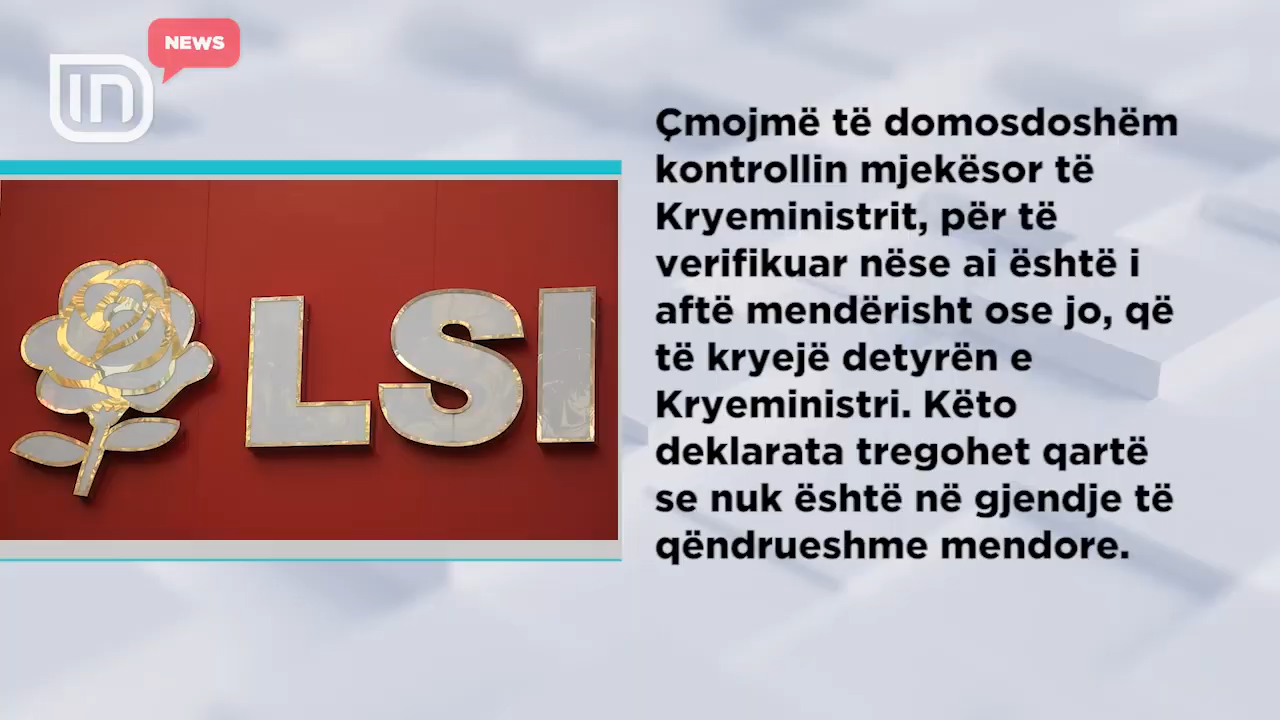 NEWS
IN
LSI
Çmojmë të domosdoshëm
kontrollin mjekësor të
Kryeministrit, për të
verifikuar nëse ai është i
aftë mendërisht ose jo, që
të kryejë detyrën e
Kryeministri. Këto
deklarata tregohet qartë
se nuk është në gjendje të
qëndrueshme mendore.